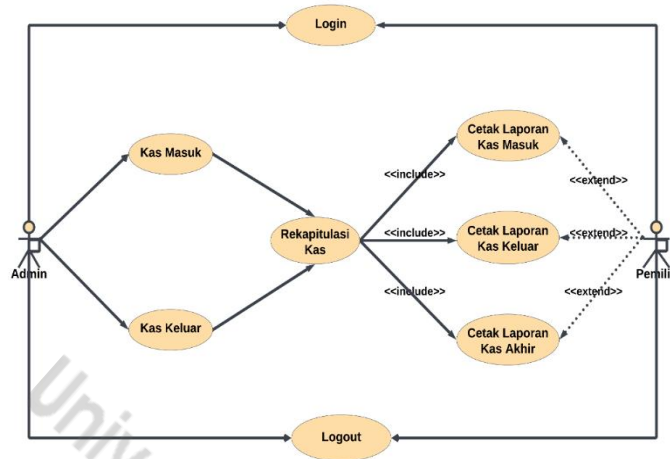 Login
Cetak Laporan
Kas Masuk
Kas Masuk
<<include>>
<<extend>>
Rekapitulasi
Kas
<<include>>
Cetak Laporan
Kas Keluar
<<extend>>
Admin
Pemili
<<include>>
<<extend>>
Kas Keluar
Cetak Laporan
Kas Akhir
Univ
Logout